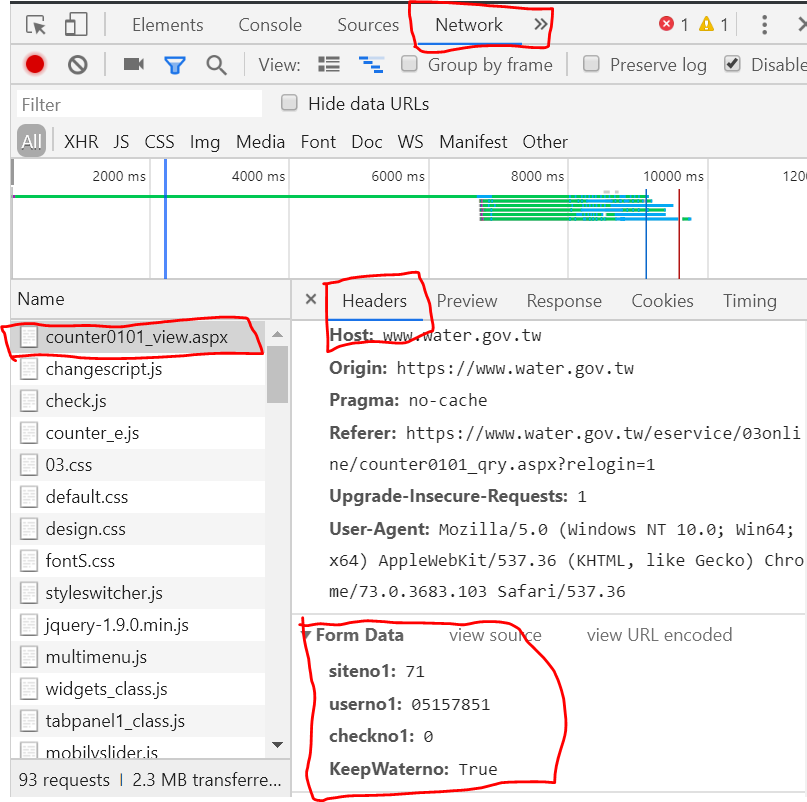 Elements Console Sources Network » 1 1
View: Group by frame Preserve log Disable
Filter Hide data URLs
All XHR JS CSS Img Media Font Doc WS Manifest Other
2000 ms 4000 ms 6000 ms 8000 ms 10000 ms 120
Name
counter0101_view.aspx
changescript.js
check.js
counter_e.js
03.css
default.css
design.css
fontS.css
styleswitcher.js
jquery-1.9.0.min.js
multimenu.js
widgets_class.js
tabpanel1_class.js
mobilyslider.js
93 requests I 2.3 MB transferre...
× Headers Preview Response Cookies Timing
Host: www.water.gov.tw
Origin: https://www.water.gov.tw
Pragma: no-cache
Referer: https://www.water.gov.tw/eservice/03onli
ne/counter0101_qry.aspx?relogin=1
Upgrade-Insecure-Requests: 1
User-Agent: Mozilla/5.0 (Windows NT 10.0; Win64;
x64) AppleWebKit/537.36 (KHTML, like Gecko) Chro
me/73.0.3683.103 Safari/537.36
▼ Form Data view source view URL encoded
siteno1: 71
userno1: 05157851
checkno1: 0
KeepWaterno: True